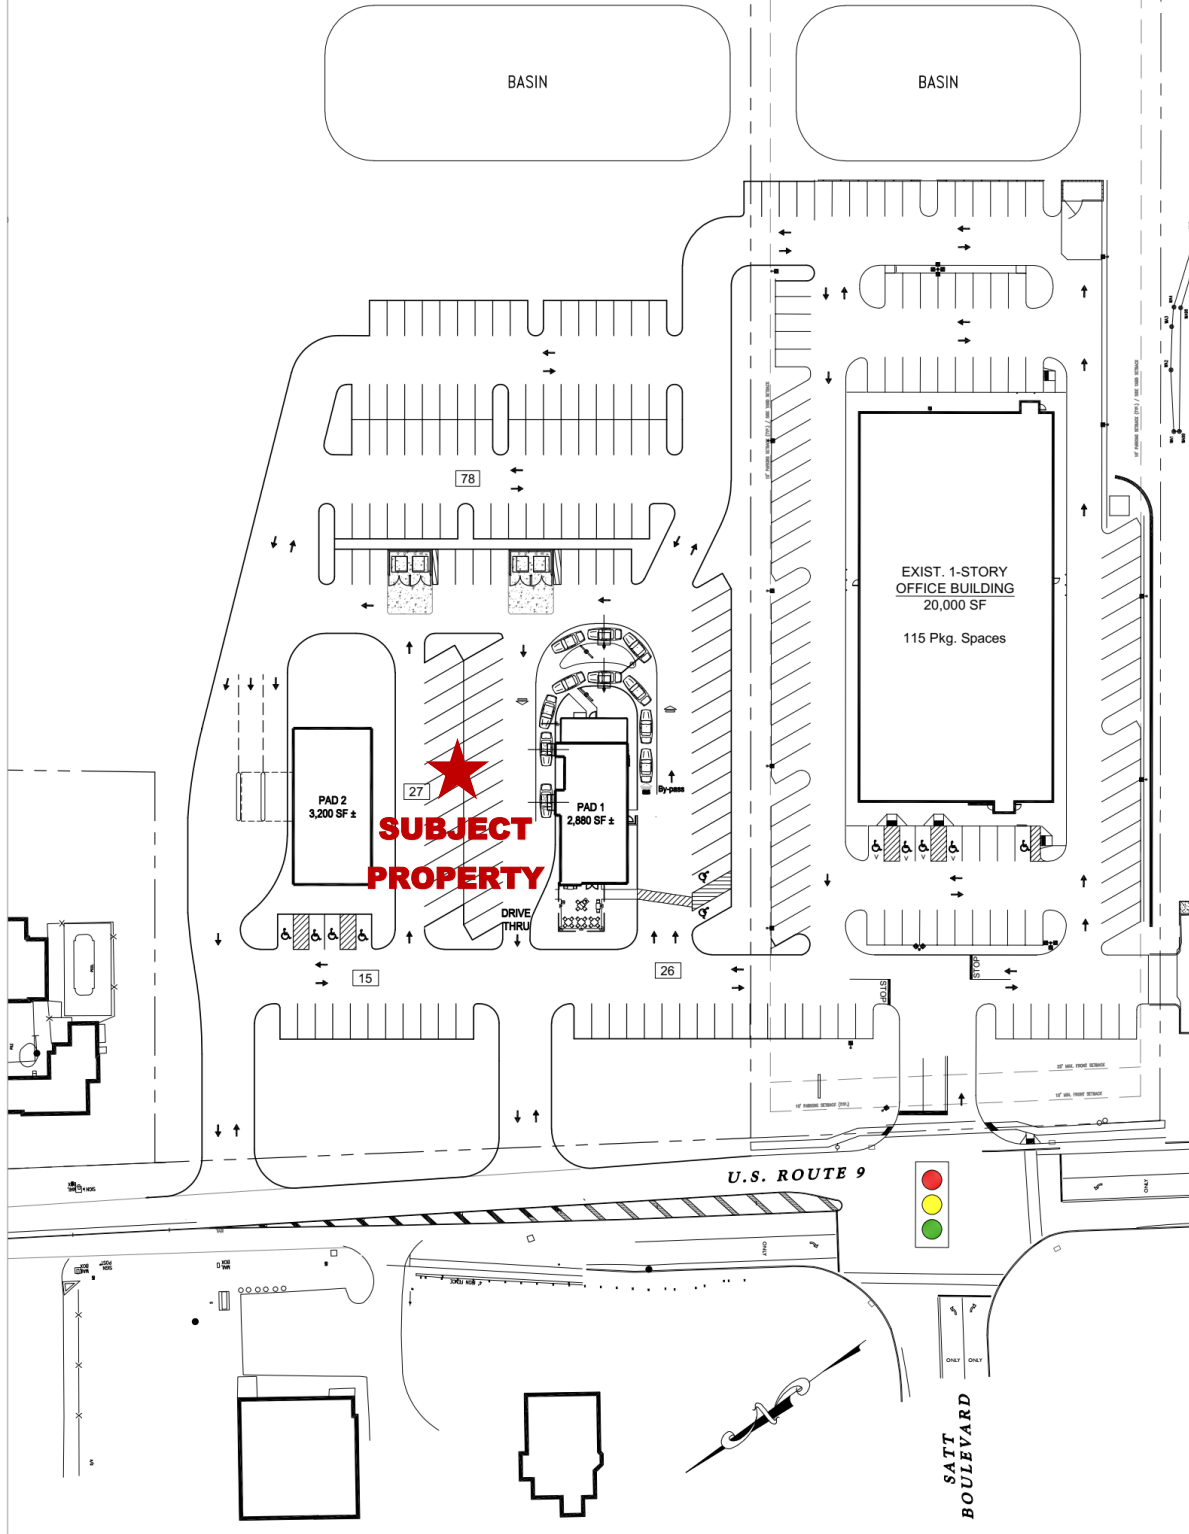 BASIN
BASIN
78
EXIST. 1-STORY
OFFICE BUILDING
20,000 SF
115 Pkg. Spaces
27
By-pass
PAD 2
3,200 SF ±
PAD 1
2,880 SF ±
SUBJECT
PROPERTY
DRIVE
THRU
15
26
STOP
STOP
U.S. ROUTE 9
ONLY
ONLY
ONLY
ONLY
SATT
BOULEVARD